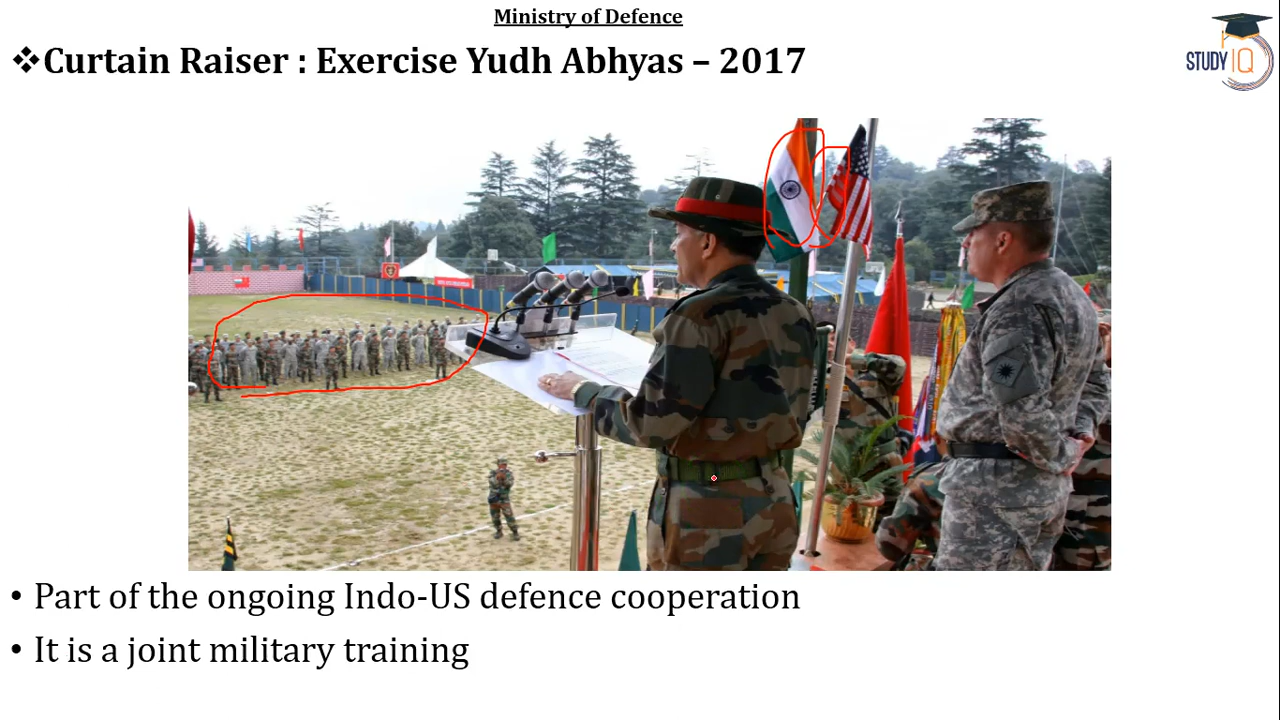 Ministry of Defence
❖Curtain Raiser : Exercise Yudh Abhyas – 2017
STUDY IQ
• Part of the ongoing Indo-US defence cooperation
• It is a joint military training